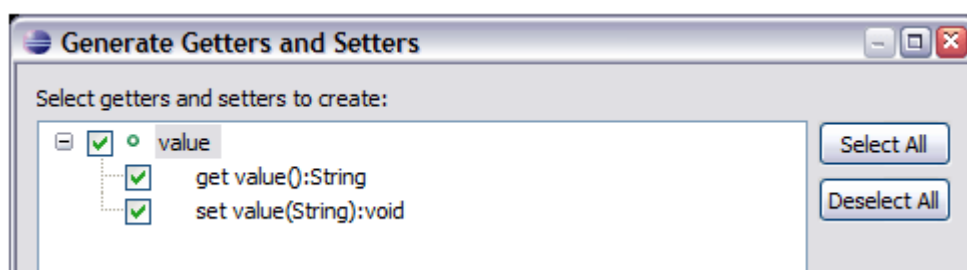 Generate Getters and Setters
Select getters and setters to create:
value
get value():String
set value(String):void
Select All
Deselect All